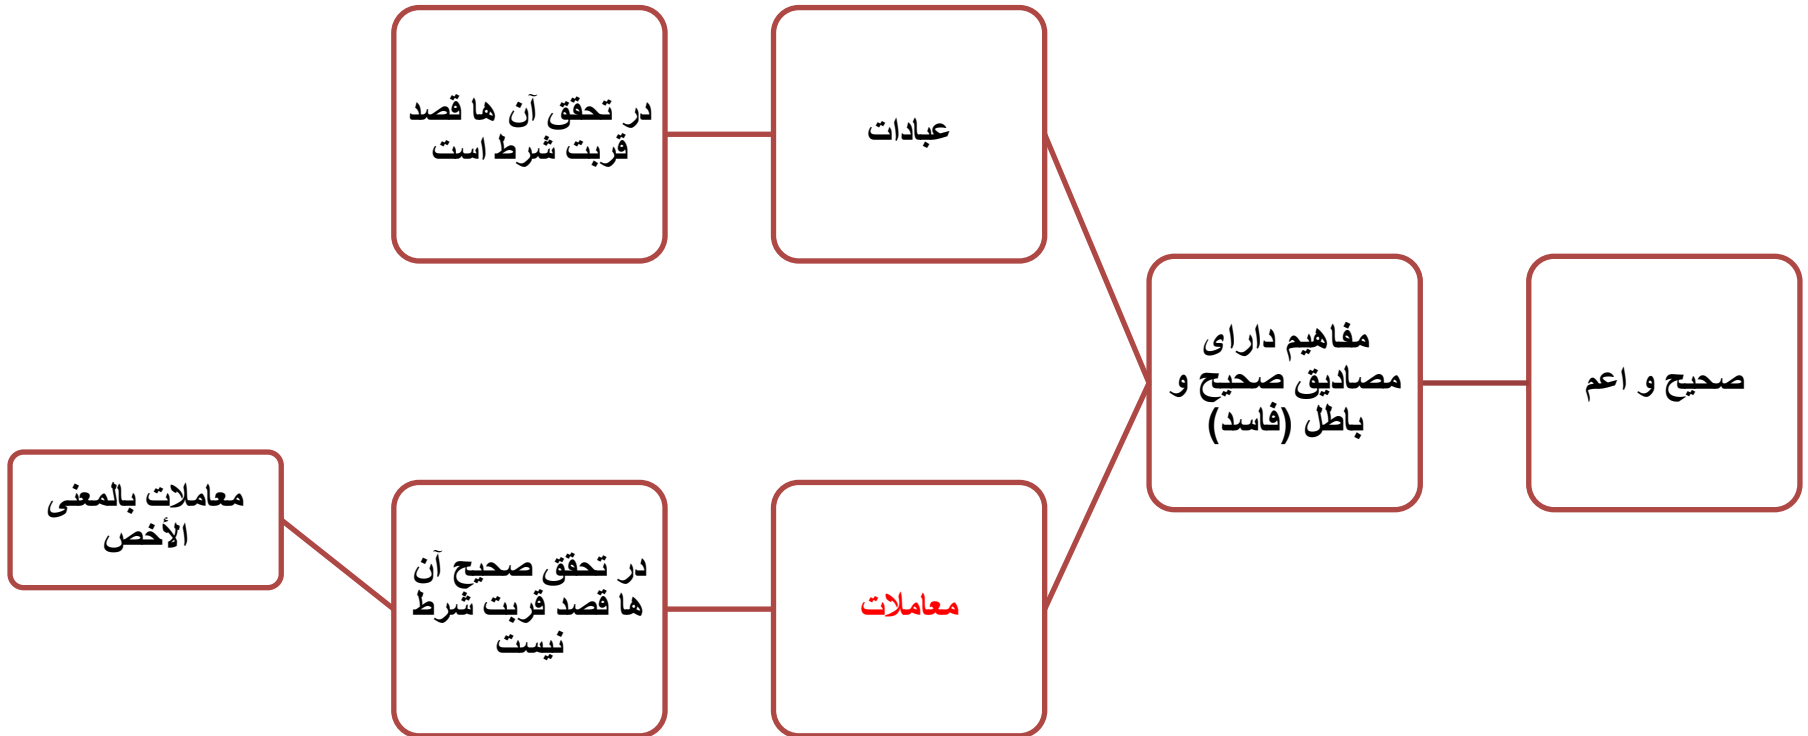 صحیح و اعم
مفاهیم دارای
مصادیق صحیح و
باطل (فاسد)
عبادات
در تحقق آن ها قصد
قربت شرط است
معاملات
در تحقق صحیح آن
ها قصد قربت شرط
نیست
معاملات بالمعنی
الأخص